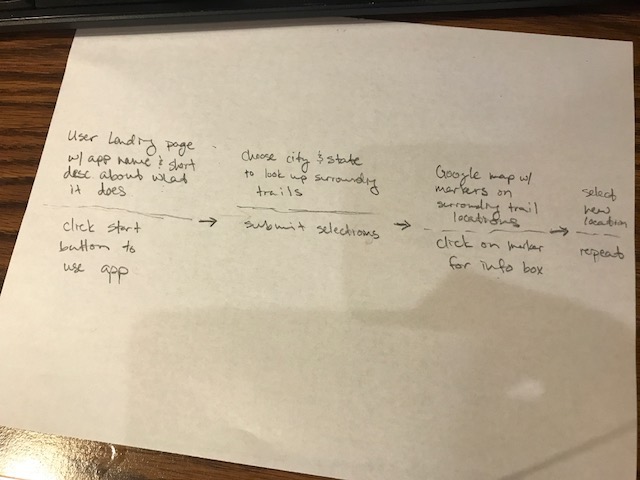 User landing page
w/ app name & short
desc about what
it does
click start
button to
use app
→
choose city & state
to look up surrounding
trails
submit selections
→
Google map w/
markers on
surrounding trail
locations
click on marker
for info box
→
select
new
location
repeat